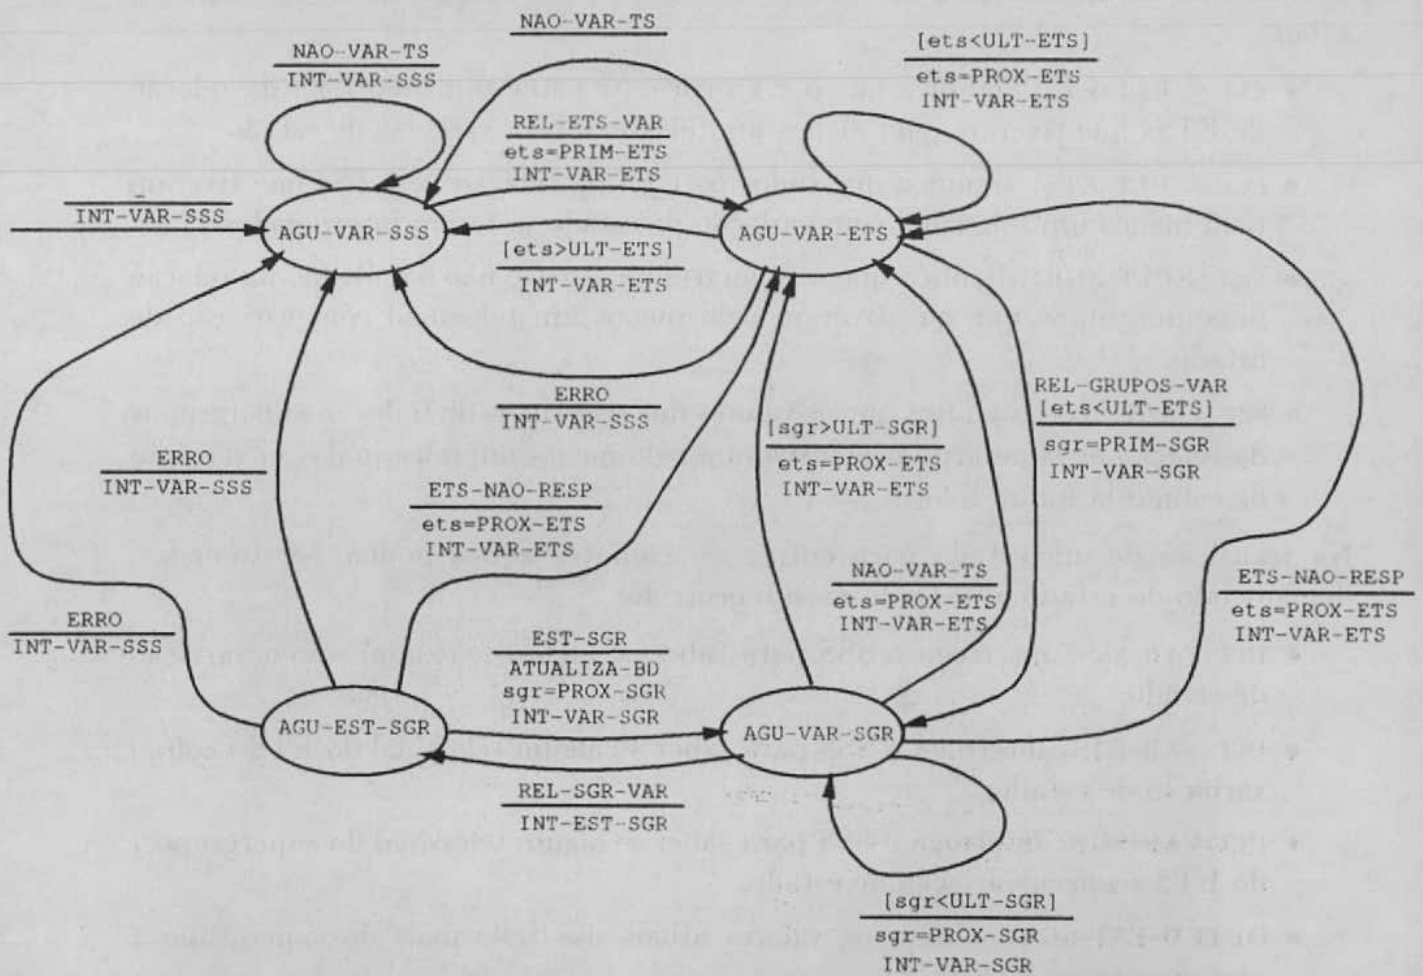 NAO-VAR-TS
NAO-VAR-TS
INT-VAR-SSS
[ets<ULT-ETS]
ets=PROX-ETS
INT-VAR-ETS
REL-ETS-VAR
ets=PRIM-ETS
INT-VAR-ETS
INT-VAR-SSS
AGU-VAR-SSS
AGU-VAR-ETS
[ets>ULT-ETS]
INT-VAR-ETS
ERRO
INT-VAR-SSS
REL-GRUPOS-VAR
[ets<ULT-ETS]
sgr=PRIM-SGR
INT-VAR-SGR
[sgr>ULT-SGR]
ets=PROX-ETS
INT-VAR-ETS
ERRO
INT-VAR-SSS
ETS-NAO-RESP
ets=PROX-ETS
INT-VAR-ETS
NAO-VAR-TS
ets=PROX-ETS
INT-VAR-ETS
ETS-NAO-RESP
ets=PROX-ETS
INT-VAR-ETS
ERRO
INT-VAR-SSS
EST-SGR
ATUALIZA-BD
sgr=PROX-SGR
INT-VAR-SGR
AGU-EST-SGR
AGU-VAR-SGR
REL-SGR-VAR
INT-EST-SGR
[sgr<ULT-SGR]
sgr=PROX-SGR
INT-VAR-SGR